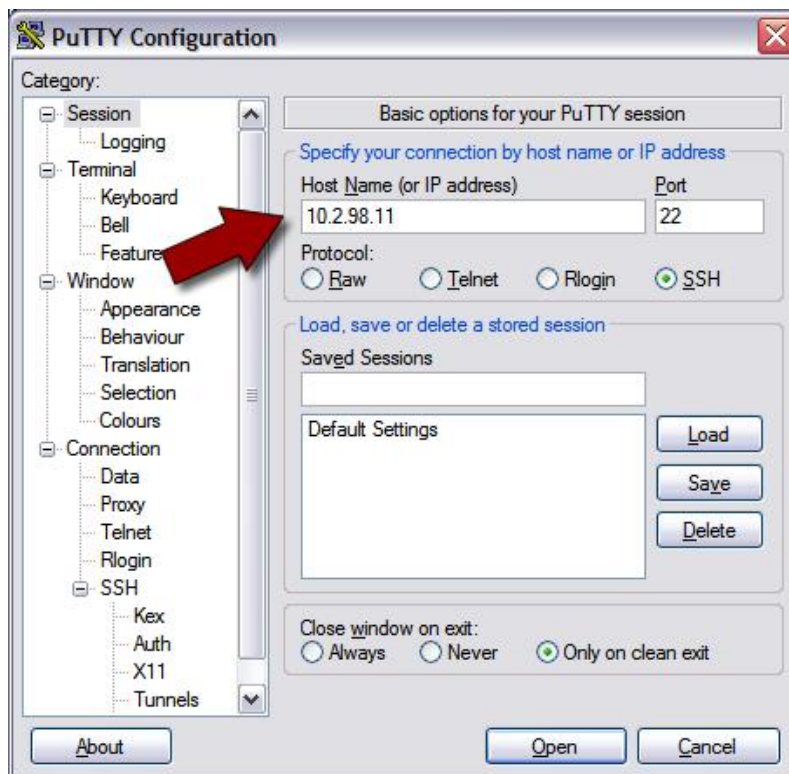 PuTTY Configuration
Category:
Session
Logging
Terminal
Keyboard
Bell
Feature
Window
Appearance
Behaviour
Translation
Selection
Colours
Connection
Data
Proxy
Telnet
Rlogin
SSH
Kex
Auth
X11
Tunnels
Basic options for your PuTTY session
Specify your connection by host name or IP address
Host Name (or IP address) Port
10.2.98.11 22
Protocol:
Raw Telnet Rlogin SSH
Load, save or delete a stored session
Saved Sessions
Default Settings
Load
Save
Delete
Close window on exit:
Always Never Only on clean exit
About Open Cancel